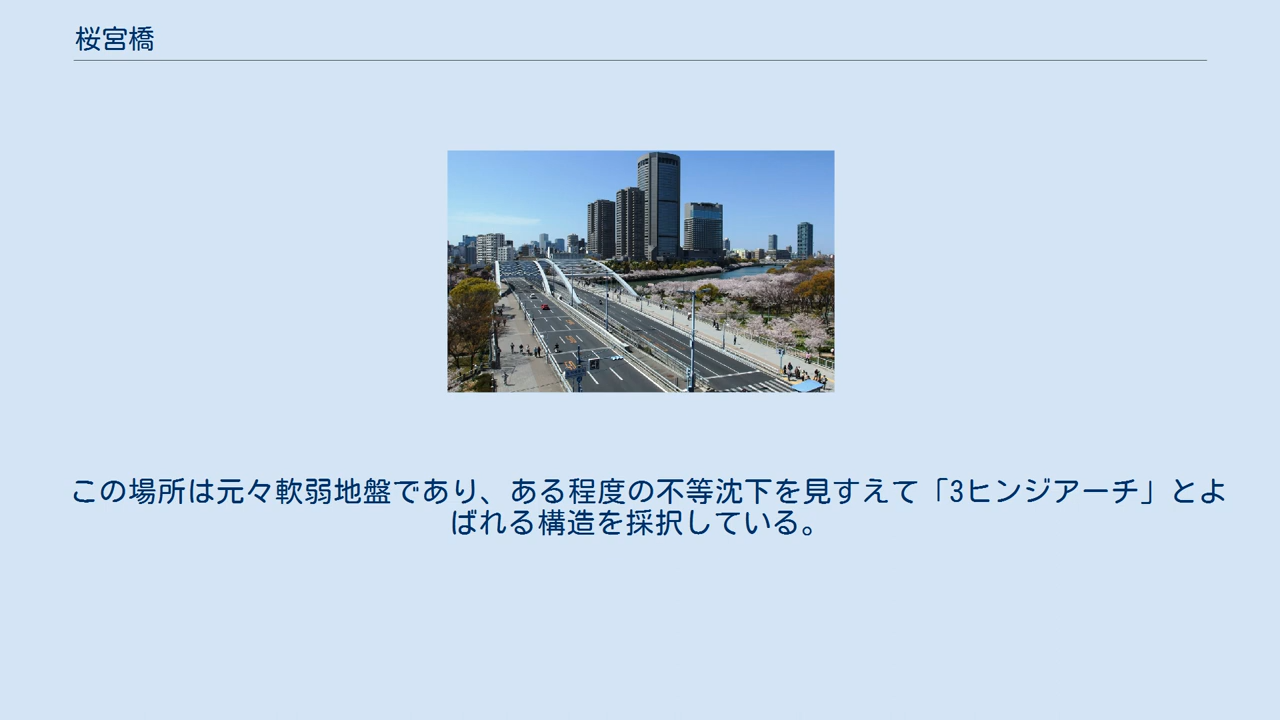 桜宮橋
この場所は元々軟弱地盤であり、ある程度の不等沈下を見すえて「3ヒンジアーチ」とよ
ばれる構造を採択している。